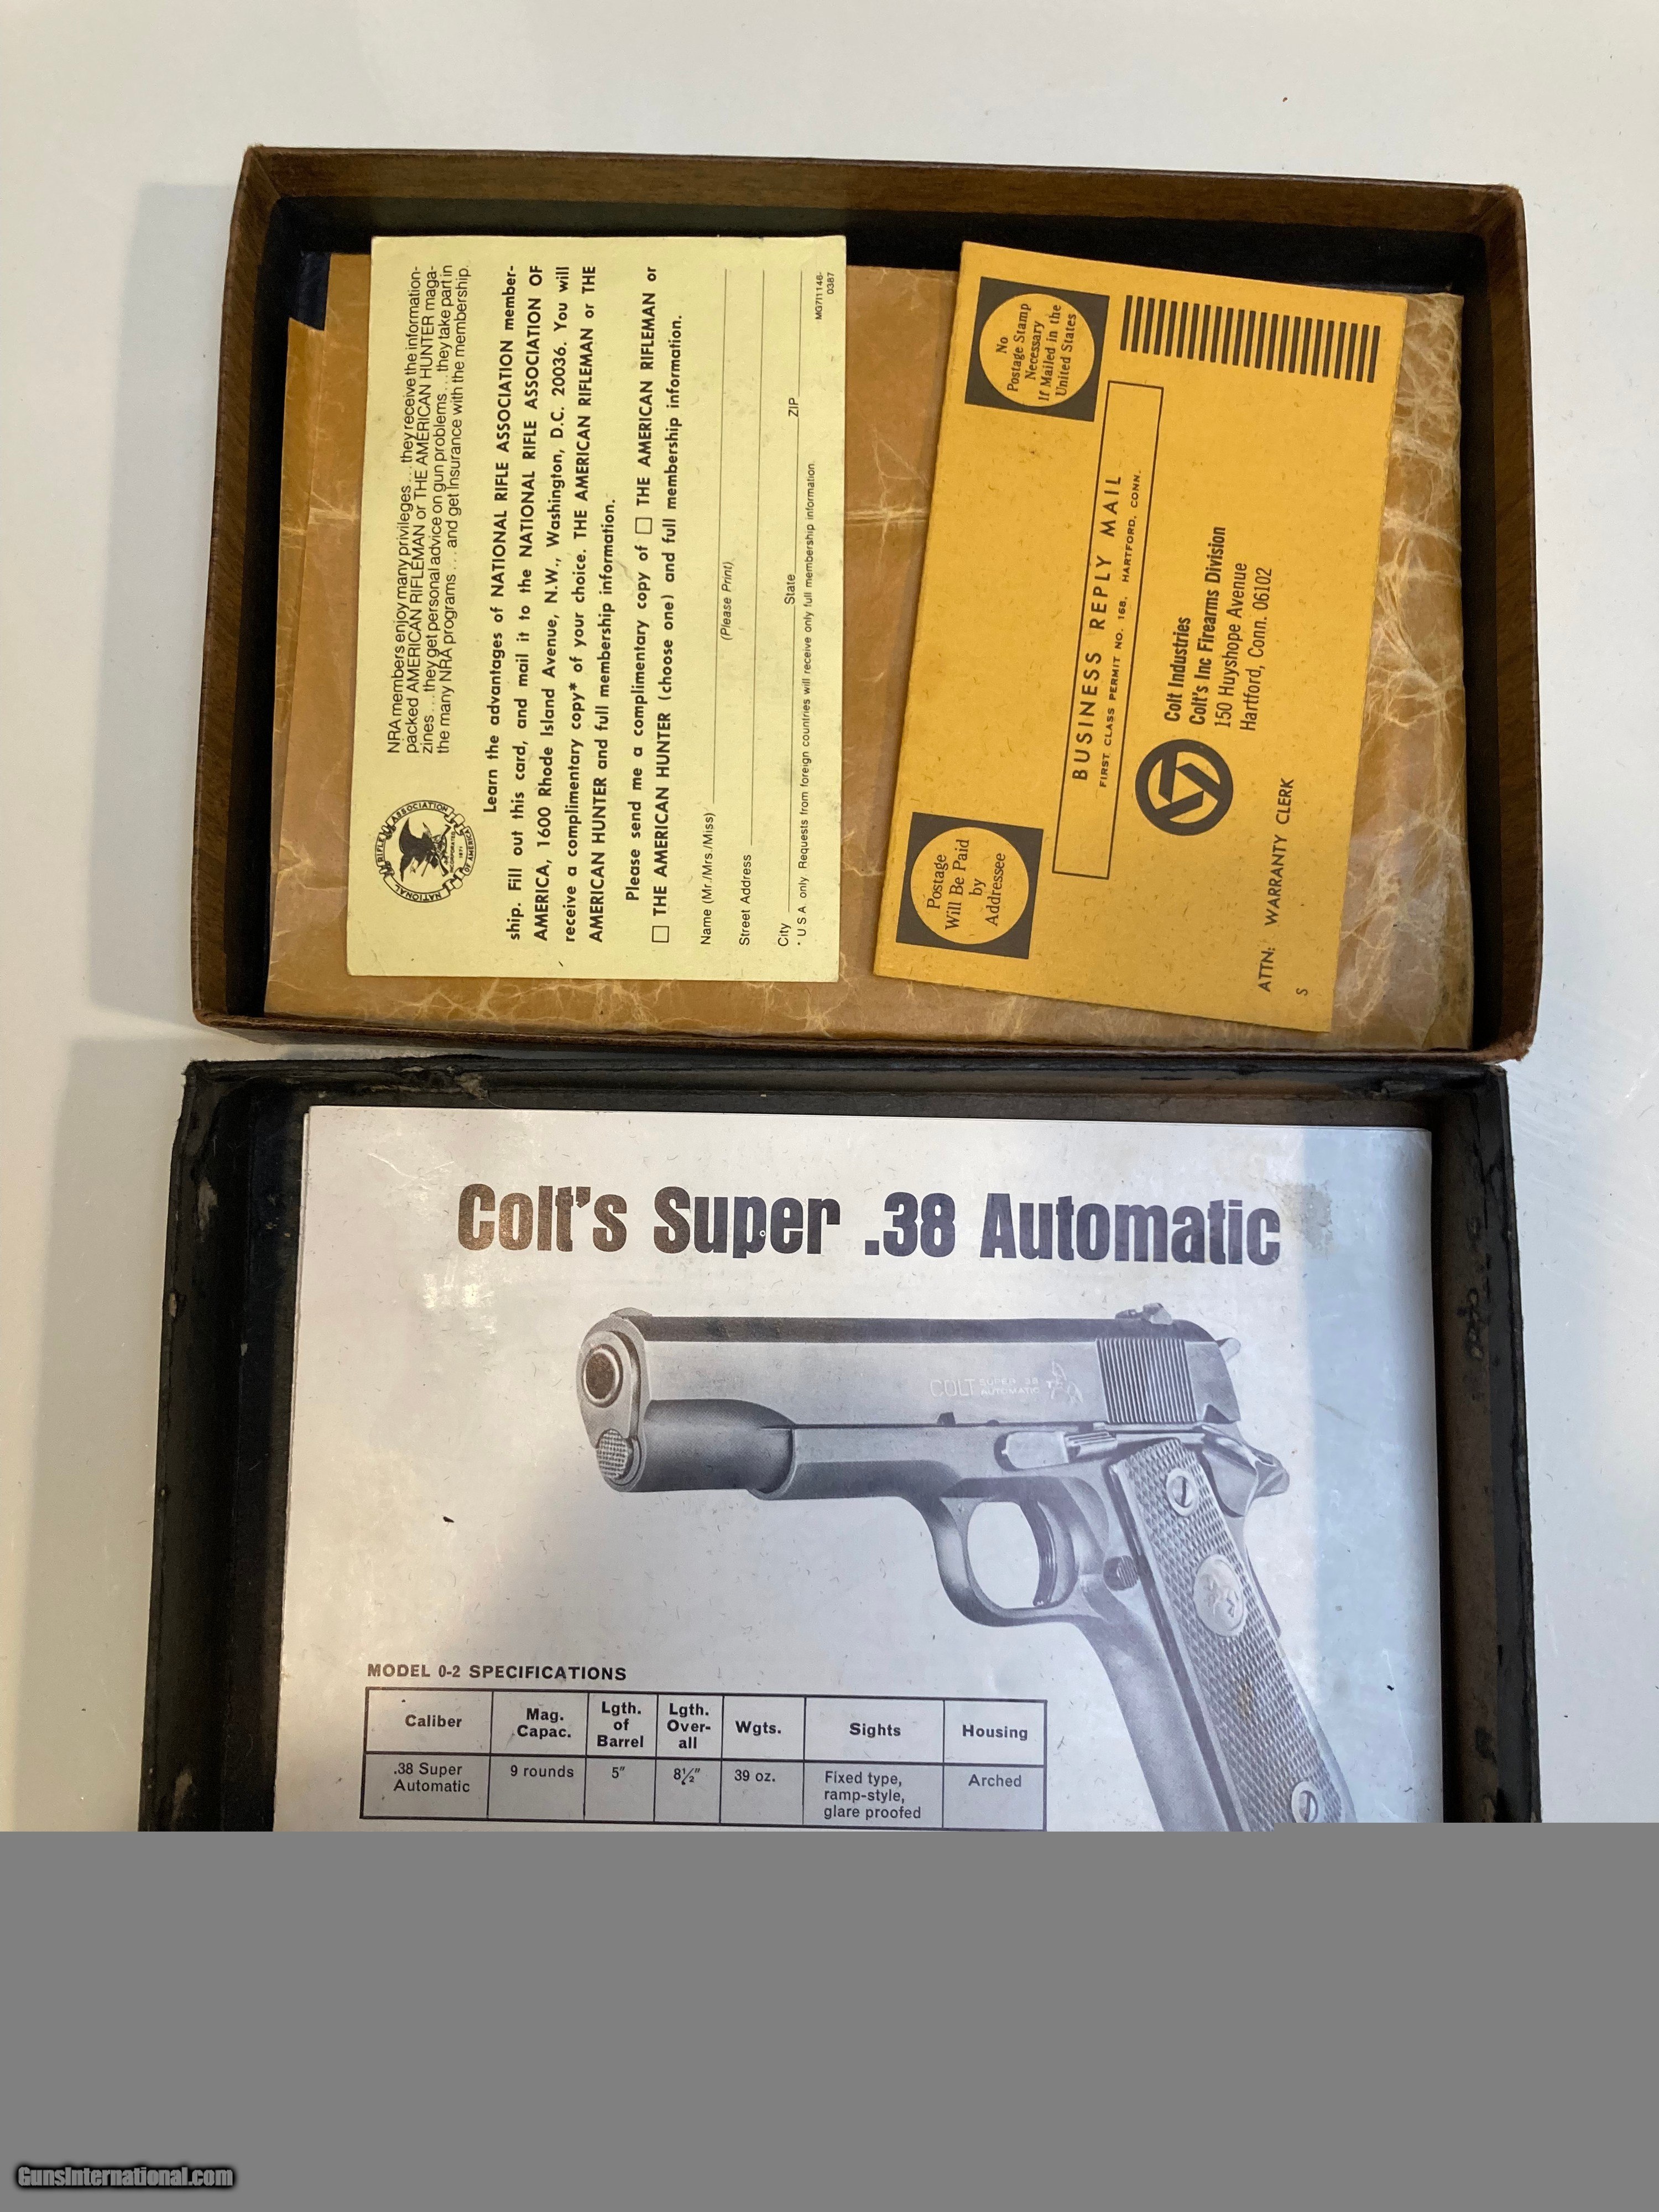 NRA members enjoy many privileges . . . they receive the information-
packed AMERICAN RIFLEMAN or THE AMERICAN HUNTER maga-
zines . . . they get personal advice on gun problems . . . they take part in
the many NRA programs . . . and get Insurance with the membership.
NATIONAL RIFLE ASSOCIATION
INCORPORATED
1871
OF AMERICA
Learn the advantages of NATIONAL RIFLE ASSOCIATION member-
ship. Fill out this card, and mail it to the NATIONAL RIFLE ASSOCIATION OF
AMERICA, 1600 Rhode Island Avenue, N.W., Washington, D.C. 20036. You will
receive a complimentary copy* of your choice. THE AMERICAN RIFLEMAN or THE
AMERICAN HUNTER and full membership information.
Please send me a complimentary copy of □ THE AMERICAN RIFLEMAN or
□ THE AMERICAN HUNTER (choose one) and full membership information.
Name (Mr./Mrs./Miss)
(Please Print)
Street Address
City State ZIP
* U S A. only. Requests from foreign countries will receive only full membership information.
MG7I1146-
0387
No
Postage Stamp
Necessary
If Mailed in the
United States
Postage
Will Be Paid
by
Addressee
BUSINESS REPLY MAIL
FIRST CLASS PERMIT NO. 168, HARTFORD, CONN.
Colt Industries
Colt's Inc Firearms Division
150 Huyshope Avenue
Hartford, Conn. 06102
ATTN: WARRANTY CLERK
S
Colt's Super .38 Automatic
COLT SUPER 38
AUTOMATIC
MODEL 0-2 SPECIFICATIONS
Caliber Mag. Capac. Lgth. of Barrel Lgth. Over-all Wgts. Sights Housing
.38 Super Automatic 9 rounds 5" 8½" 39 oz. Fixed type, ramp-style, glare proofed Arched
GunsInternational.com